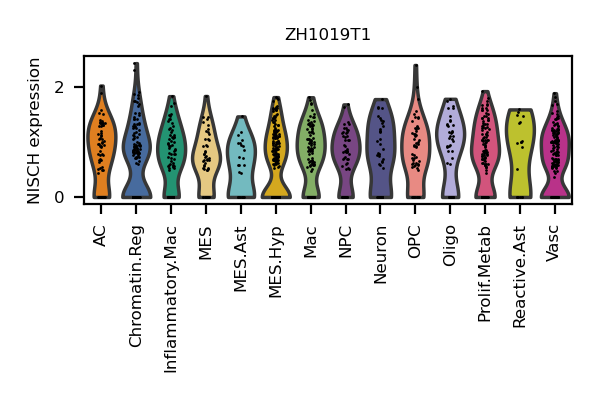 ZH1019T1
NISCH expression
2
0
AC
Chromatin.Reg
Inflammatory.Mac
MES
MES.Ast
MES.Hyp
Mac
NPC
Neuron
OPC
Oligo
Prolif.Metab
Reactive.Ast
Vasc